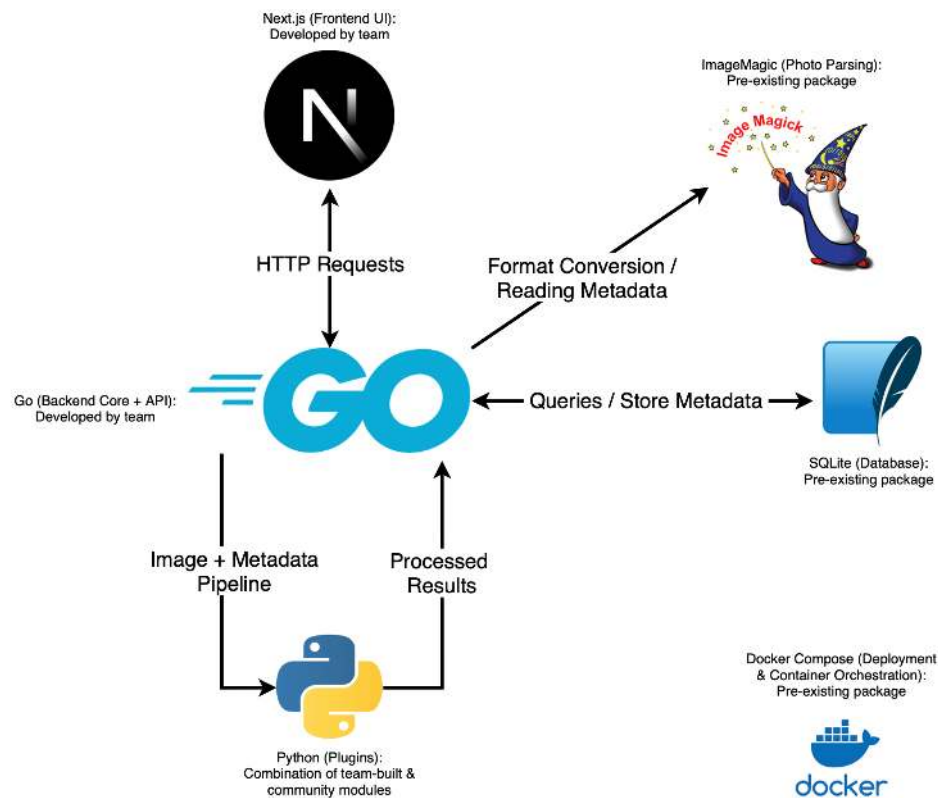 Next.js (Frontend UI):
Developed by team
N
ImageMagic (Photo Parsing):
Pre-existing package
Image Magick
HTTP Requests
Format Conversion /
Reading Metadata
Go (Backend Core + API):
Developed by team
GO
Queries / Store Metadata
SQLite (Database):
Pre-existing package
Image + Metadata
Pipeline
Processed
Results
Python (Plugins):
Combination of team-built &
community modules
Docker Compose (Deployment
& Container Orchestration):
Pre-existing package
docker